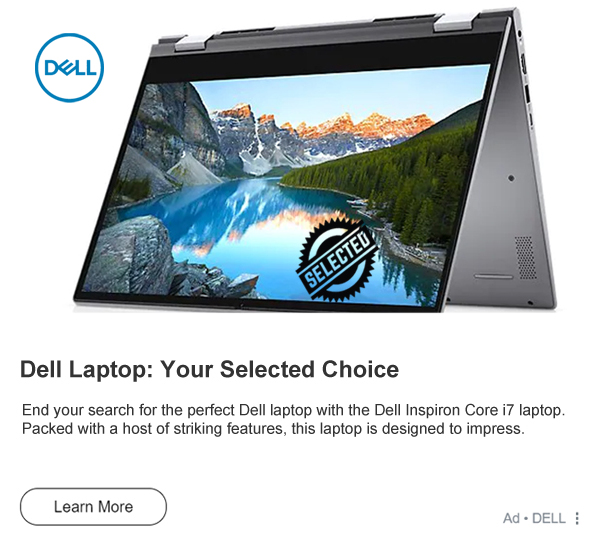 DELL
SELECTED
Dell Laptop: Your Selected Choice
End your search for the perfect Dell laptop with the Dell Inspiron Core i7 laptop.
Packed with a host of striking features, this laptop is designed to impress.
Learn More
Ad • DELL